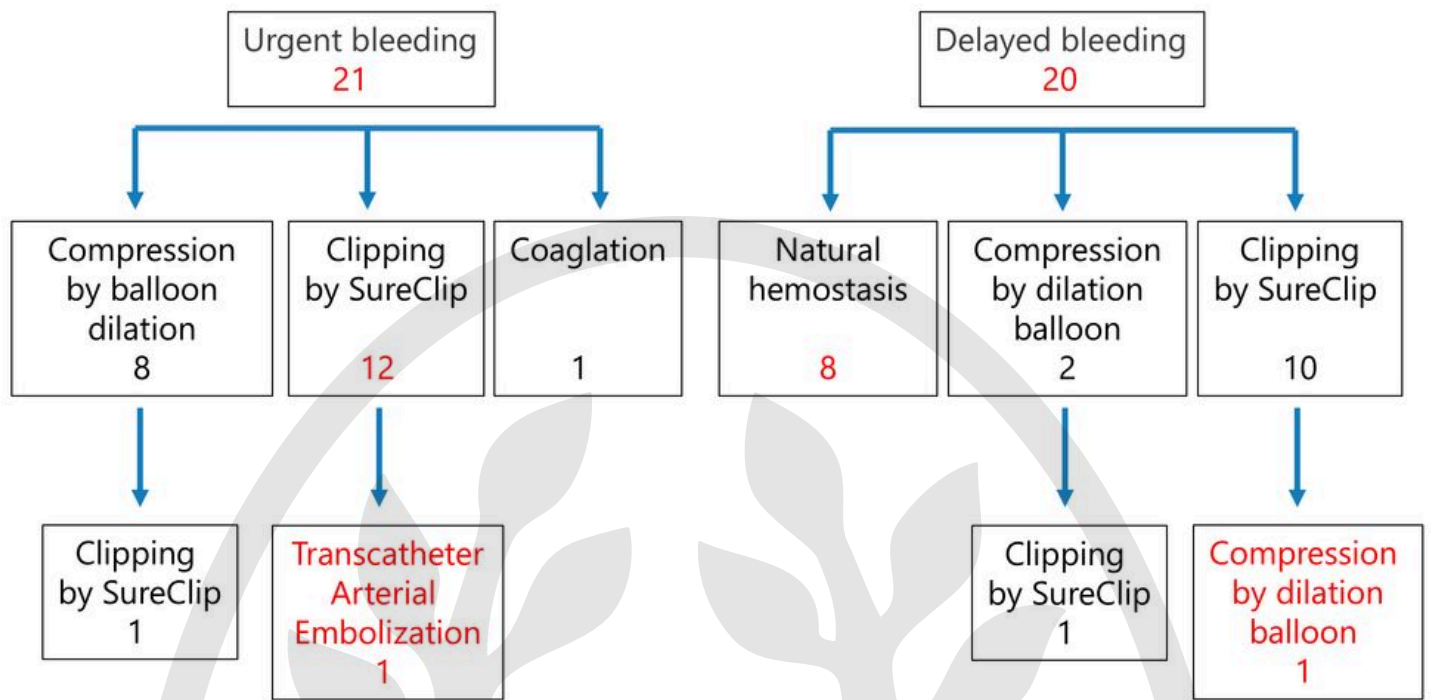 Urgent bleeding
21
Delayed bleeding
20
Compression
by balloon
dilation
8
Clipping
by SureClip
12
Coaglation
1
Natural
hemostasis
8
Compression
by dilation
balloon
2
Clipping
by SureClip
10
Clipping
by SureClip
1
Transcatheter
Arterial
Embolization
1
Clipping
by SureClip
1
Compression
by dilation
balloon
1